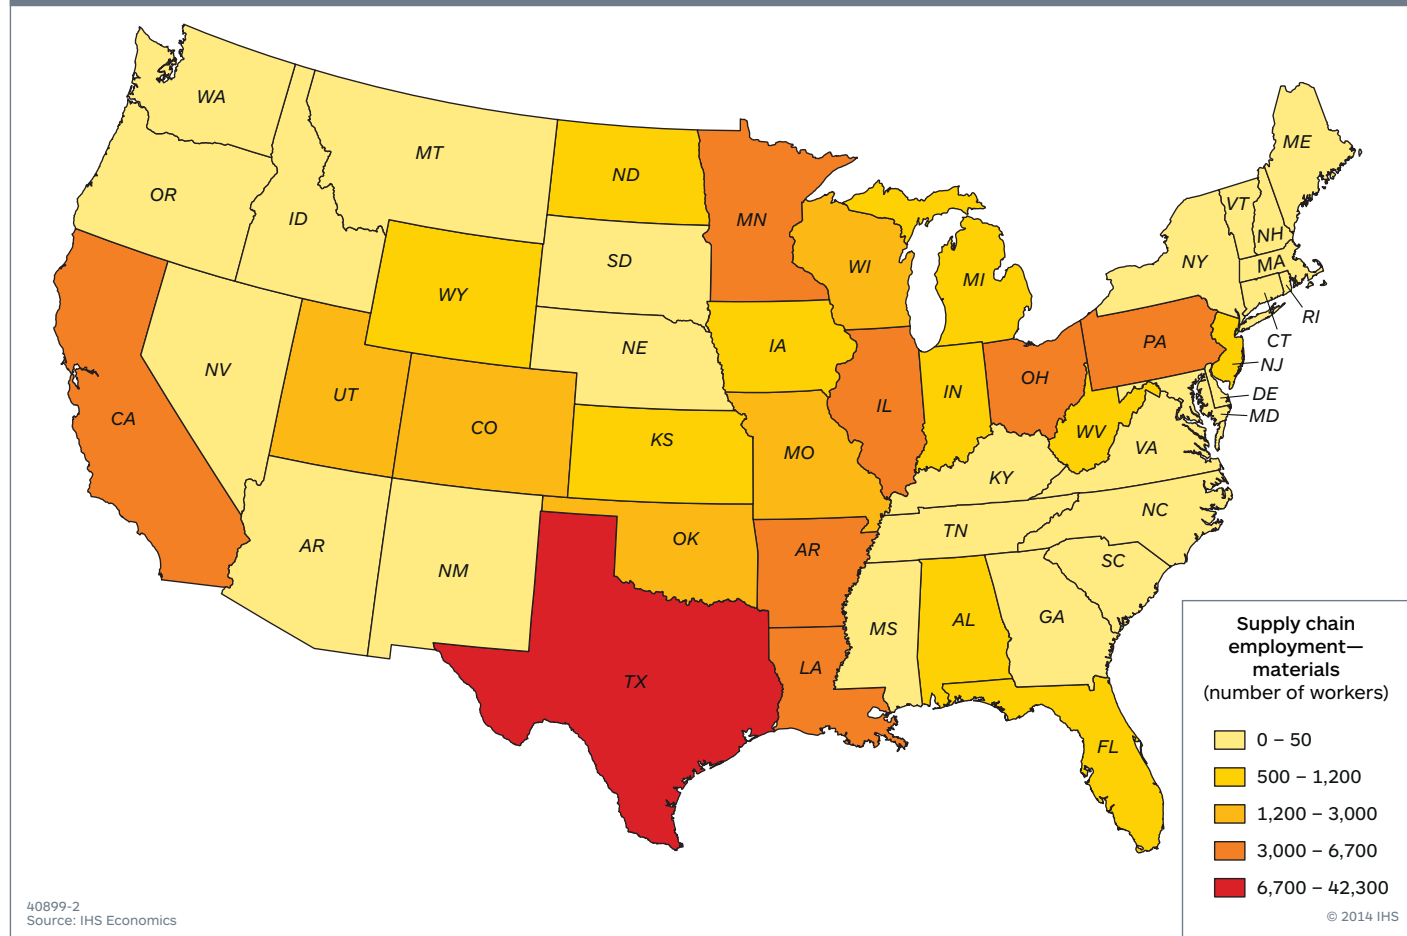 WA
MT
ND
MN
ME
OR
ID
SD
WI
MI
VT
NH
NY
MA
RI
WY
NE
IA
PA
CT
NJ
NV
UT
CO
KS
MO
IL
IN
OH
WV
DE
MD
CA
VA
KY
AR
NM
OK
AR
TN
NC
SC
TX
LA
MS
AL
GA
FL
Supply chain
employment—
materials
(number of workers)
0 – 50
500 – 1,200
1,200 – 3,000
3,000 – 6,700
6,700 – 42,300
40899-2
Source: IHS Economics
© 2014 IHS